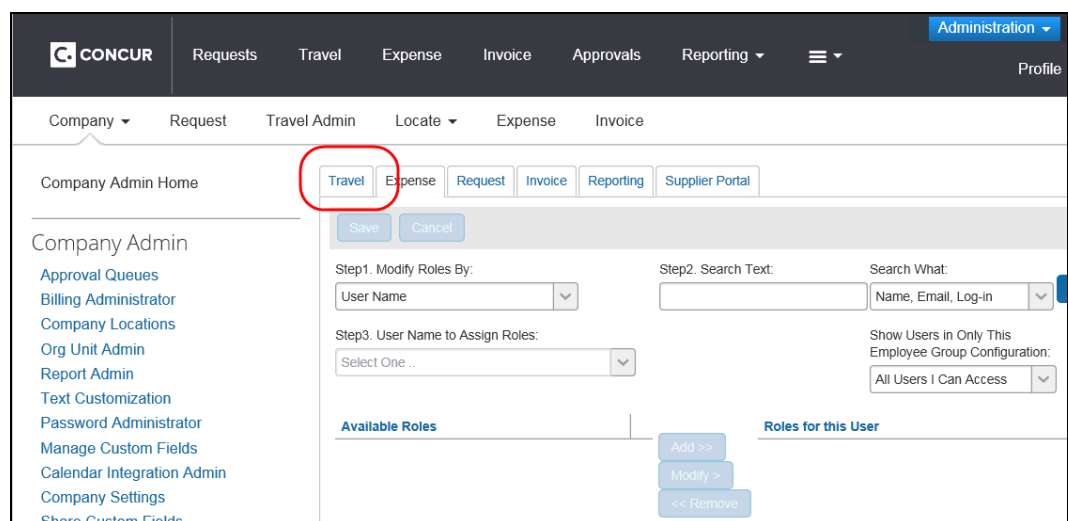 Administration
C. CONCUR Requests Travel Expense Invoice Approvals Reporting
Profile
Company Request Travel Admin Locate Expense Invoice
Company Admin Home
Travel Expense Request Invoice Reporting Supplier Portal
Save Cancel
Company Admin
Approval Queues
Billing Administrator
Company Locations
Org Unit Admin
Report Admin
Text Customization
Password Administrator
Manage Custom Fields
Calendar Integration Admin
Company Settings
Share Custom Fields
Step1. Modify Roles By:
User Name
Step2. Search Text:
Search What:
Name, Email, Log-in
Step3. User Name to Assign Roles:
Select One ..
Show Users in Only This
Employee Group Configuration:
All Users I Can Access
Available Roles
Roles for this User
Add >>
Modify >
<< Remove